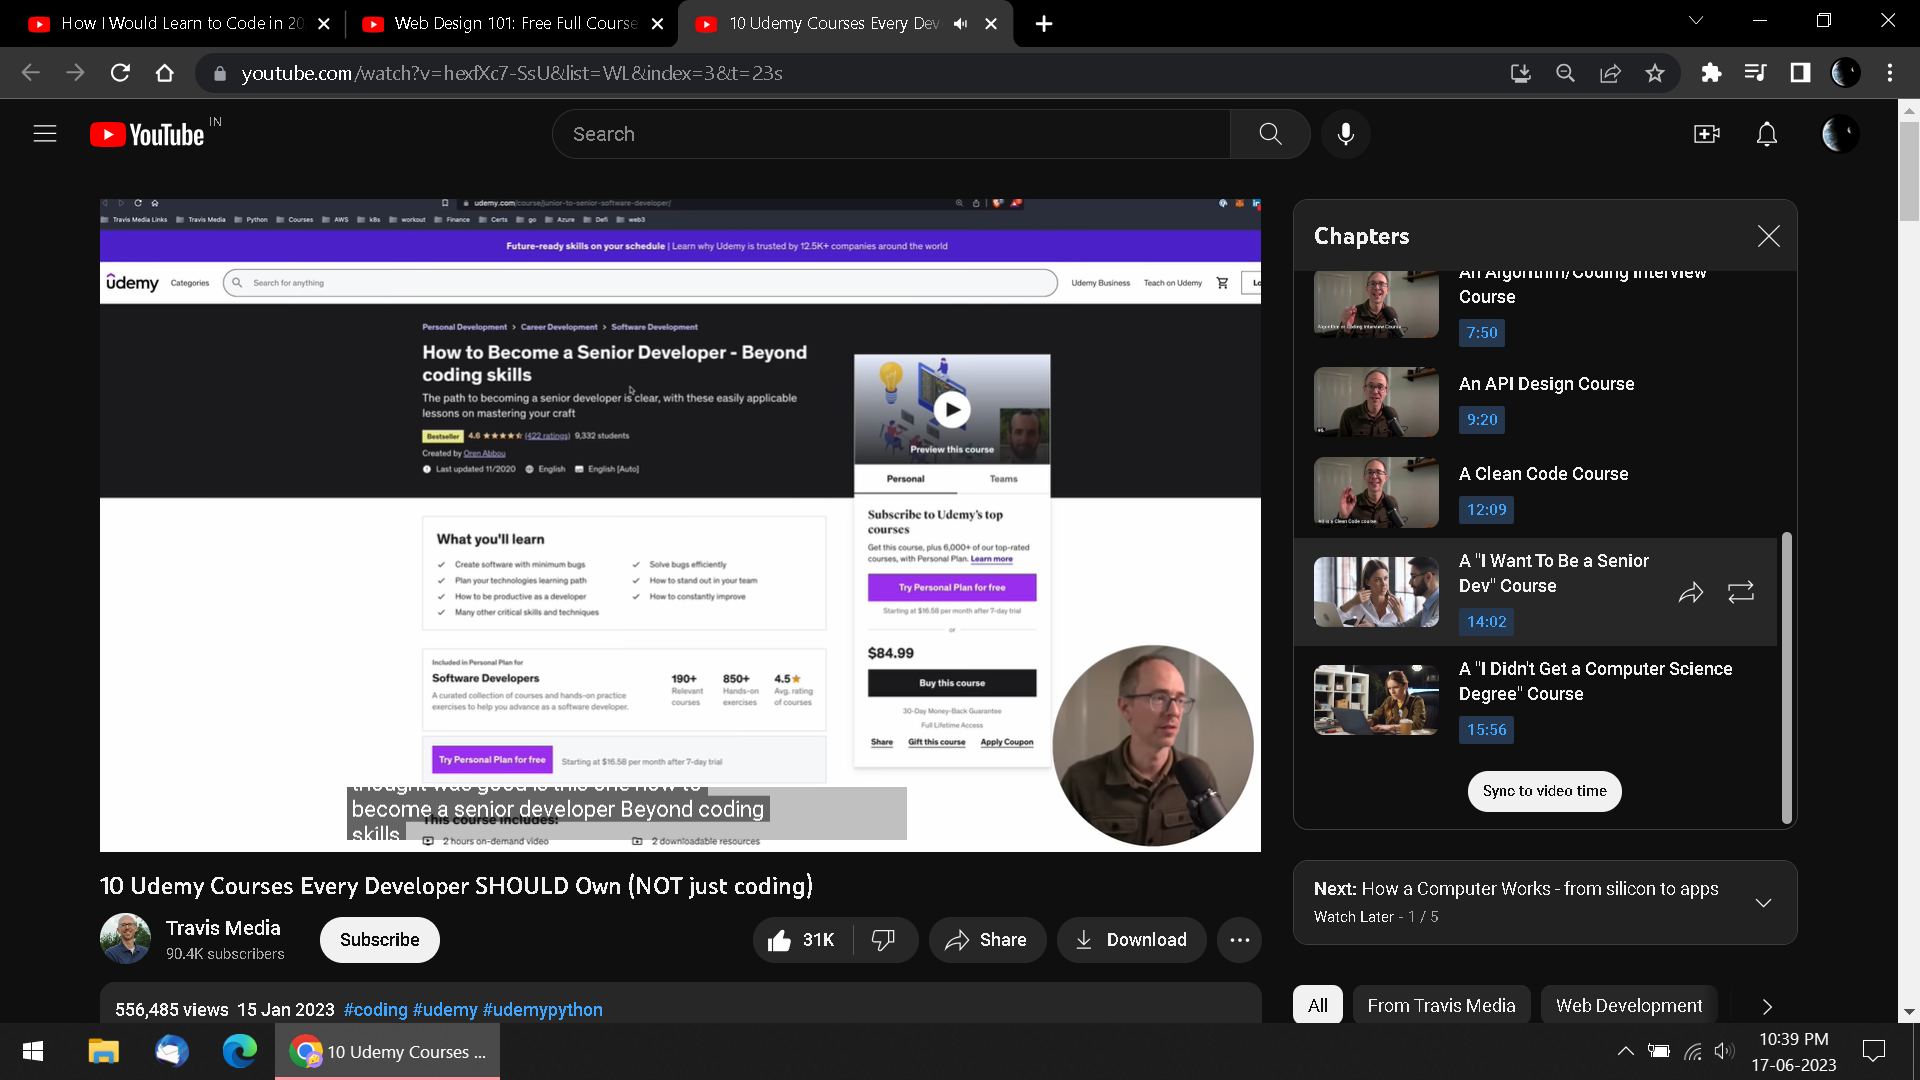 How I Would Learn to Code in 20
Web Design 101: Free Full Course
10 Udemy Courses Every Dev
youtube.com/watch?v=hexfXc7-SsU&list=WL&index=3&t=23s
YouTube IN
Search
udemy.com/course/junior-to-senior-software-developer/
Travis Media Links Travis Media Python Courses AWS k8s workout Finance Certs go Azure Defi web3
Future-ready skills on your schedule | Learn why Udemy is trusted by 12.5K+ companies around the world
ûdemy Categories Search for anything Udemy Business Teach on Udemy Lo
Personal Development > Career Development > Software Development
How to Become a Senior Developer - Beyond
coding skills
The path to becoming a senior developer is clear, with these easily applicable
lessons on mastering your craft
Bestseller 4.6 (422 ratings) 9,332 students
Created by Oren Abbou
Last updated 11/2020 English English [Auto]
Preview this course
Personal Teams
Subscribe to Udemy's top
courses
Get this course, plus 6,000+ of our top-rated
courses, with Personal Plan. Learn more
Try Personal Plan for free
Starting at $16.58 per month after 7-day trial
or
$84.99
Buy this course
30-Day Money-Back Guarantee
Full Lifetime Access
Share Gift this course Apply Coupon
What you'll learn
Create software with minimum bugs
Plan your technologies learning path
How to be productive as a developer
Many other critical skills and techniques
Solve bugs efficiently
How to stand out in your team
How to constantly improve
Included in Personal Plan for
Software Developers
A curated collection of courses and hands-on practice
exercises to help you advance as a software developer.
190+ Relevant courses
850+ Hands-on exercises
4.5 Avg. rating of courses
Try Personal Plan for free Starting at $16.58 per month after 7-day trial
thought was good is this one how to
become a senior developer Beyond coding
skills
This course includes:
2 hours on-demand video 2 downloadable resources
10 Udemy Courses Every Developer SHOULD Own (NOT just coding)
Travis Media
90.4K subscribers
Subscribe
31K
Share
Download
556,485 views 15 Jan 2023 #coding #udemy #udemypython
Chapters
An Algorithm/Coding Interview
Course
7:50
Algorithm or Coding Interview Course
An API Design Course
9:20
A Clean Code Course
12:09
A "I Want To Be a Senior
Dev" Course
14:02
A "I Didn't Get a Computer Science
Degree" Course
15:56
Sync to video time
Next: How a Computer Works - from silicon to apps
Watch Later - 1 / 5
All From Travis Media Web Development
10 Udemy Courses ...
10:39 PM
17-06-2023